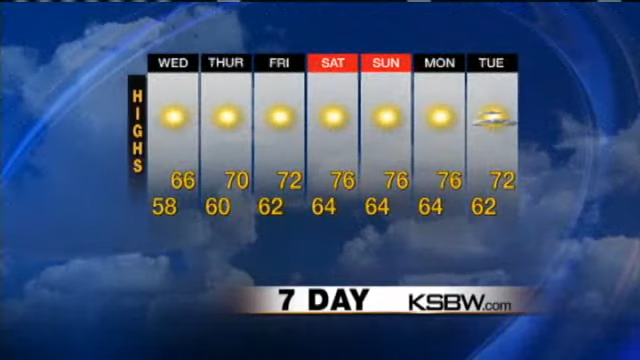 WED THUR FRI SAT SUN MON TUE
HIGHS
66 70 72 76 76 76 72
58 60 62 64 64 64 62
7 DAY KSBW.com